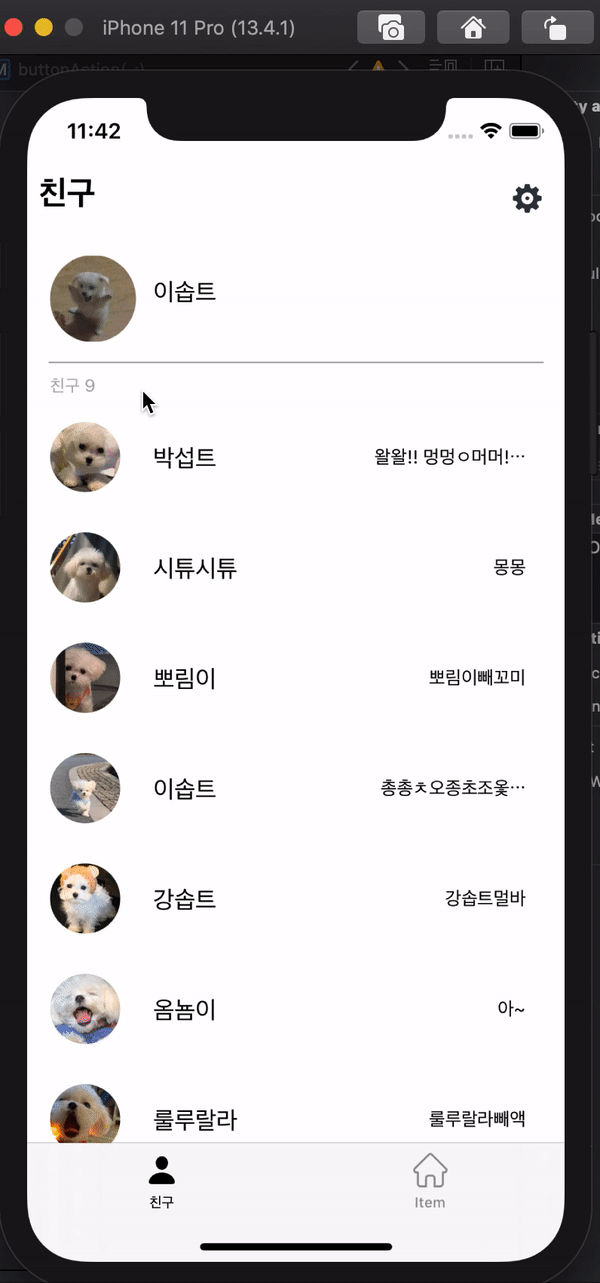 iPhone 11 Pro (13.4.1)
buttonAction(_:)
11:42
친구
이솝트
친구 9
박섭트
왈왈!! 멍멍ㅇ머머!…
시튜시튜
몽몽
뽀림이
뽀림이빼꼬미
이솝트
총총ㅊ오종초조옻…
강솝트
강솝트멀바
옴뇸이
아~
룰루랄라
룰루랄라빼액
친구
Item